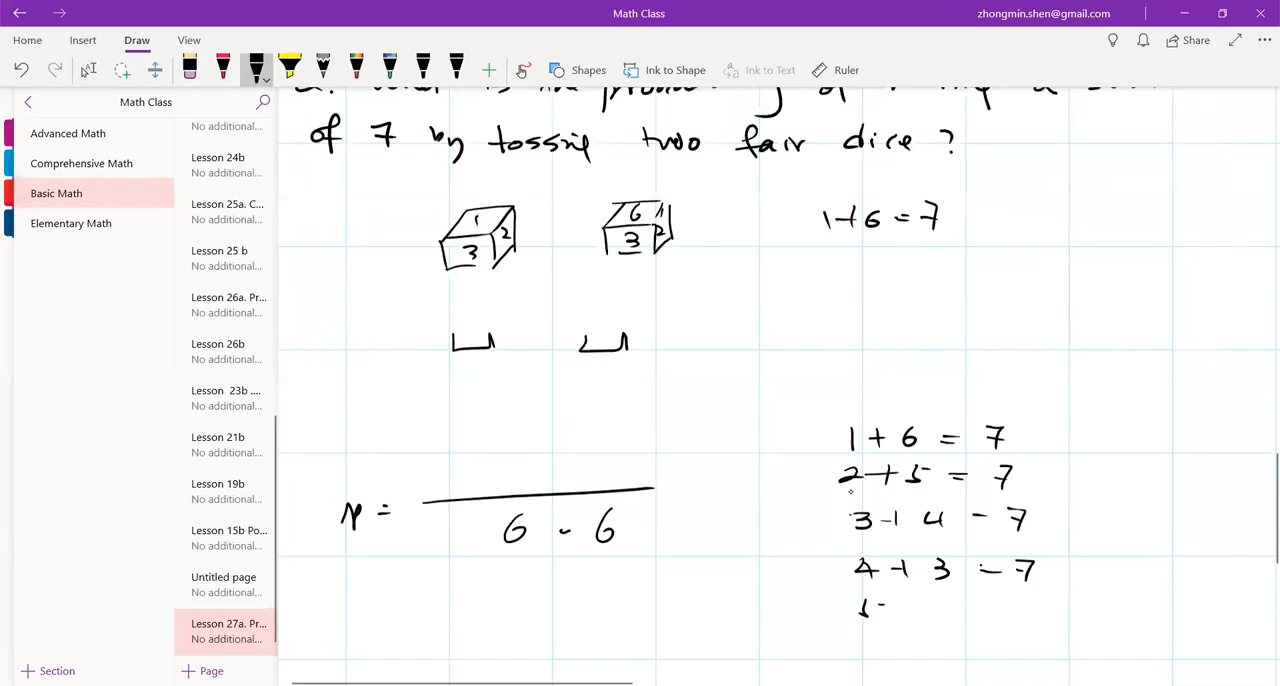 Math Class
zhongmin.shen@gmail.com
Home
Insert
Draw
View
Shapes
Ink to Shape
Ink to Text
Ruler
Share
Math Class
Advanced Math
Comprehensive Math
Basic Math
Elementary Math
No additional...
Lesson 24b
No additional...
Lesson 25a. C...
No additional...
Lesson 25 b
No additional...
Lesson 26a. Pr...
No additional...
Lesson 26b
No additional...
Lesson 23b ....
No additional...
Lesson 21b
No additional...
Lesson 19b
No additional...
Lesson 15b Po...
No additional...
Untitled page
No additional...
Lesson 27a. Pr...
No additional...
Section
Page
of 7 by tossing two fair dice ?
1 2 3
6 1 2 3
1 + 6 = 7
p =
6 · 6
1 + 6 = 7
2 + 5 = 7
3 + 4 = 7
4 + 3 = 7
5